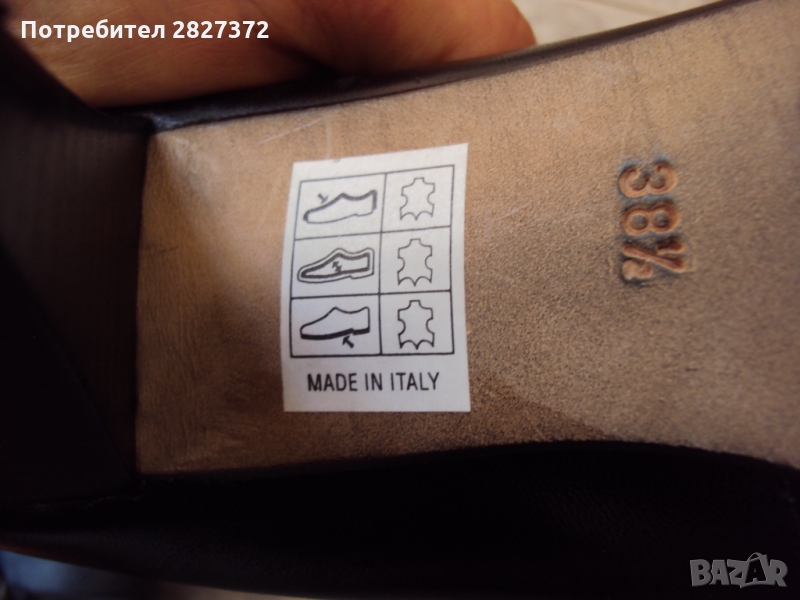 Потребител 2827372
MADE IN ITALY
38½
BAZAR